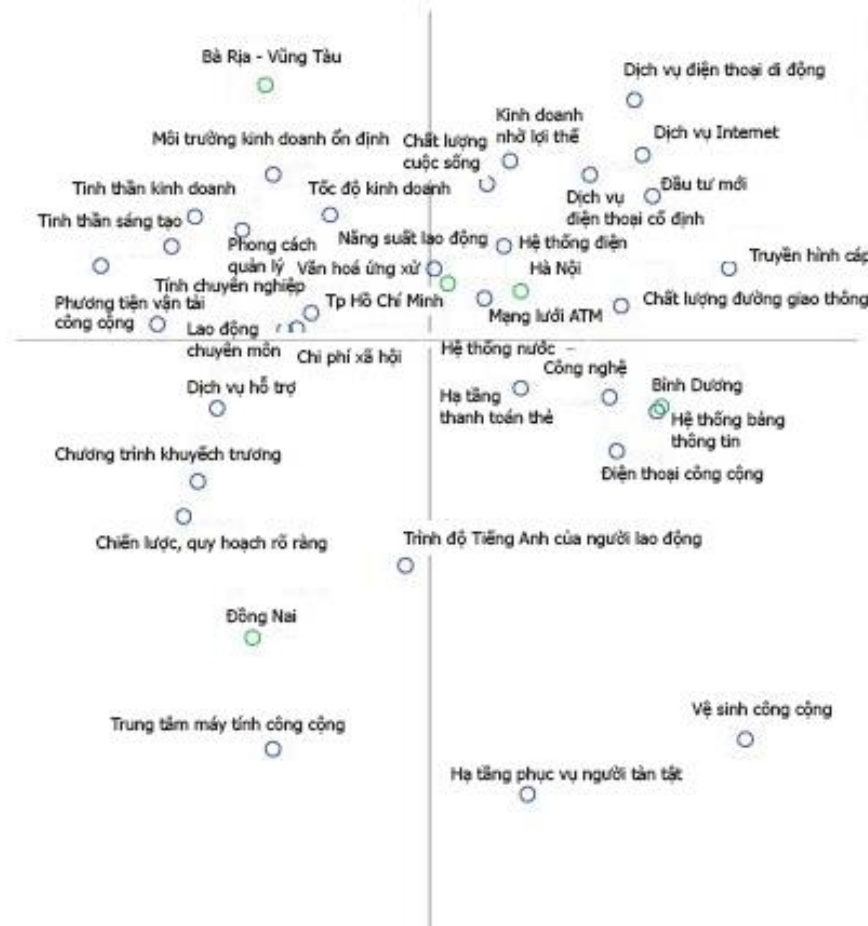 Bà Rịa - Vũng Tàu
Dịch vụ điện thoại di động
Kinh doanh
nhờ lợi thế
Môi trường kinh doanh ổn định
Chất lượng
cuộc sống
Dịch vụ Internet
Tinh thần kinh doanh
Tốc độ kinh doanh
Đầu tư mới
Dịch vụ
điện thoại cố định
Tinh thần sáng tạo
Phong cách
quản lý
Năng suất lao động
Hệ thống điện
Truyền hình cáp
Văn hoá ứng xử
Hà Nội
Tính chuyên nghiệp
Phương tiện vận tải
công cộng
Tp Hồ Chí Minh
Mạng lưới ATM
Chất lượng đường giao thông
Lao động
chuyên môn
Chi phí xã hội
Hệ thống nước
Công nghệ
Dịch vụ hỗ trợ
Hạ tầng
thanh toán thẻ
Bình Dương
Hệ thống bảng
thông tin
Chương trình khuyếch trương
Điện thoại công cộng
Chiến lược, quy hoạch rõ ràng
Trình độ Tiếng Anh của người lao động
Đồng Nai
Trung tâm máy tính công cộng
Vệ sinh công cộng
Hạ tầng phục vụ người tàn tật